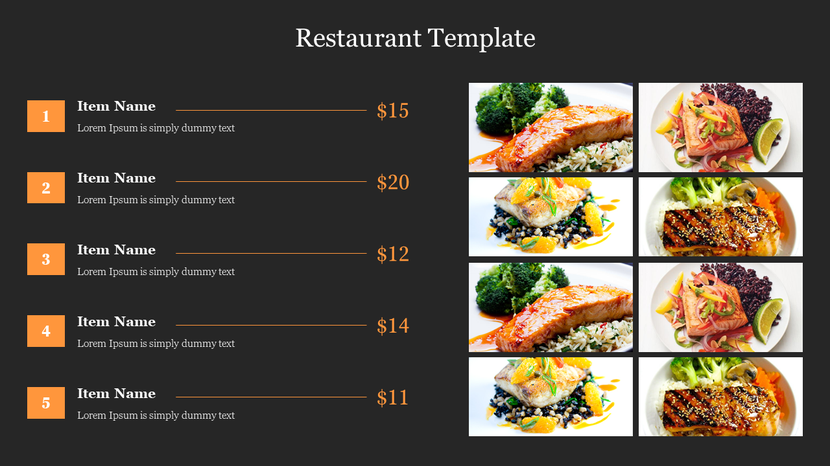 Restaurant Template
1
Item Name
$15
Lorem Ipsum is simply dummy text
2
Item Name
$20
Lorem Ipsum is simply dummy text
3
Item Name
$12
Lorem Ipsum is simply dummy text
4
Item Name
$14
Lorem Ipsum is simply dummy text
5
Item Name
$11
Lorem Ipsum is simply dummy text